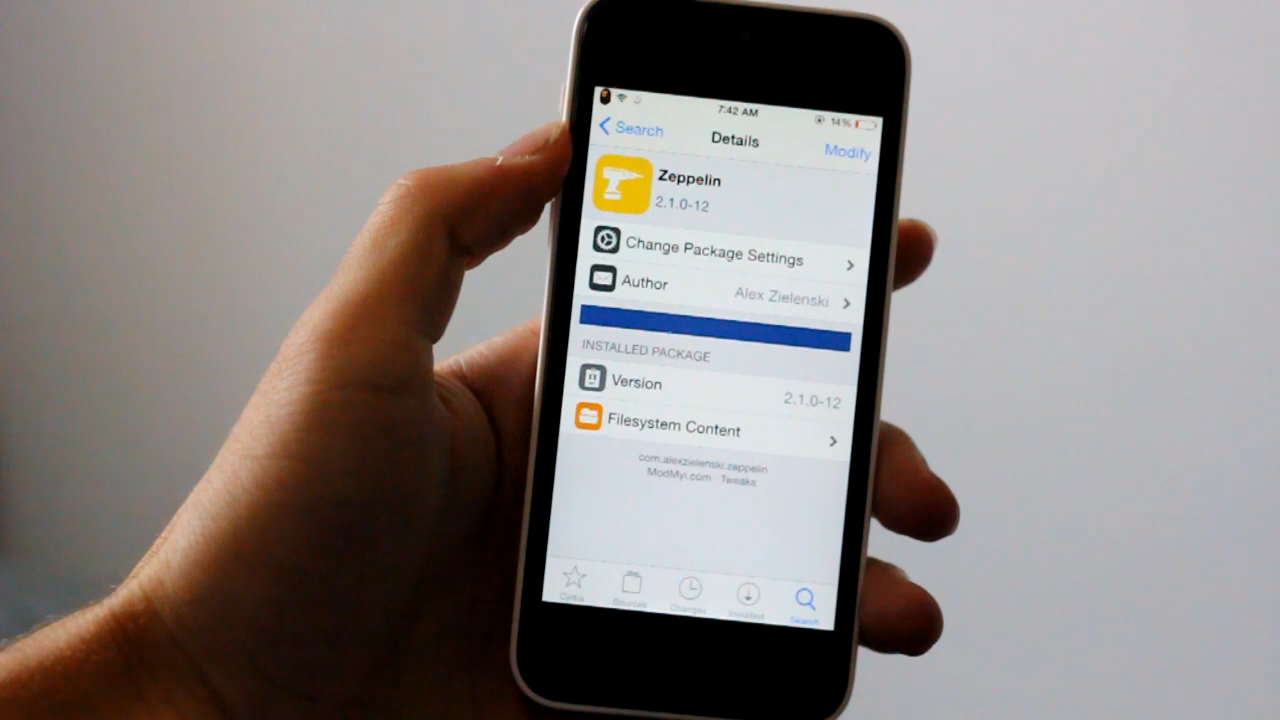 7:42 AM
14%
Search
Details
Modify
Zeppelin
2.1.0-12
Change Package Settings
Author
Alex Zielenski
INSTALLED PACKAGE
Version
2.1.0-12
Filesystem Content
com.alexzielenski.zeppelin
ModMyi.com · Tweaks
Cydia
Sources
Changes
Installed
Search